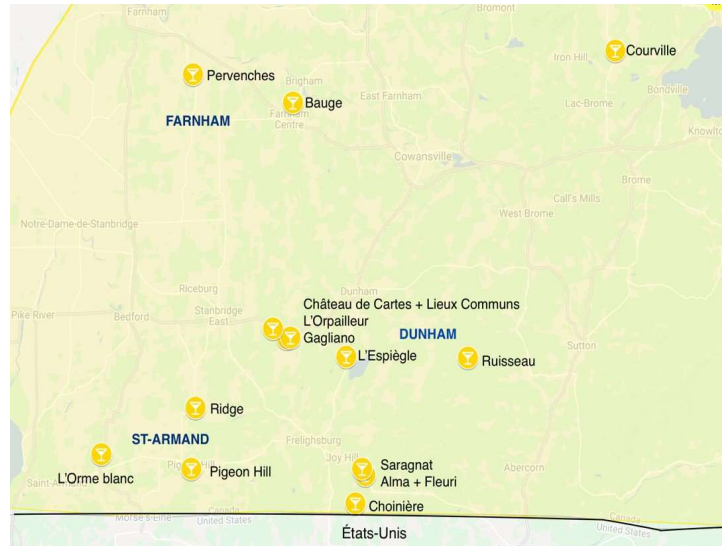 Farnham
Bromont
Courville
Iron Hill
Pervenches
Brigham
Bondville
East Farnham
Bauge
Lac-Brome
Farnham
Centre
FARNHAM
Cowansville
Brome
Call's Mills
West Brome
Notre-Dame-de-Stanbridge
Riceburg
Dunham
Château de Cartes + Lieux Communs
Pike River
Bedford
Stanbridge
East
L'Orpailleur
DUNHAM
Gagliano
Sutton
L'Espiègle
Ruisseau
Ridge
ST-ARMAND
Frelighsburg
Joy Hill
Saragnat
Abercorn
Pigeon Hill
L'Orme blanc
Alma + Fleuri
Choinière
Canada
United States
Canada
United States
États-Unis